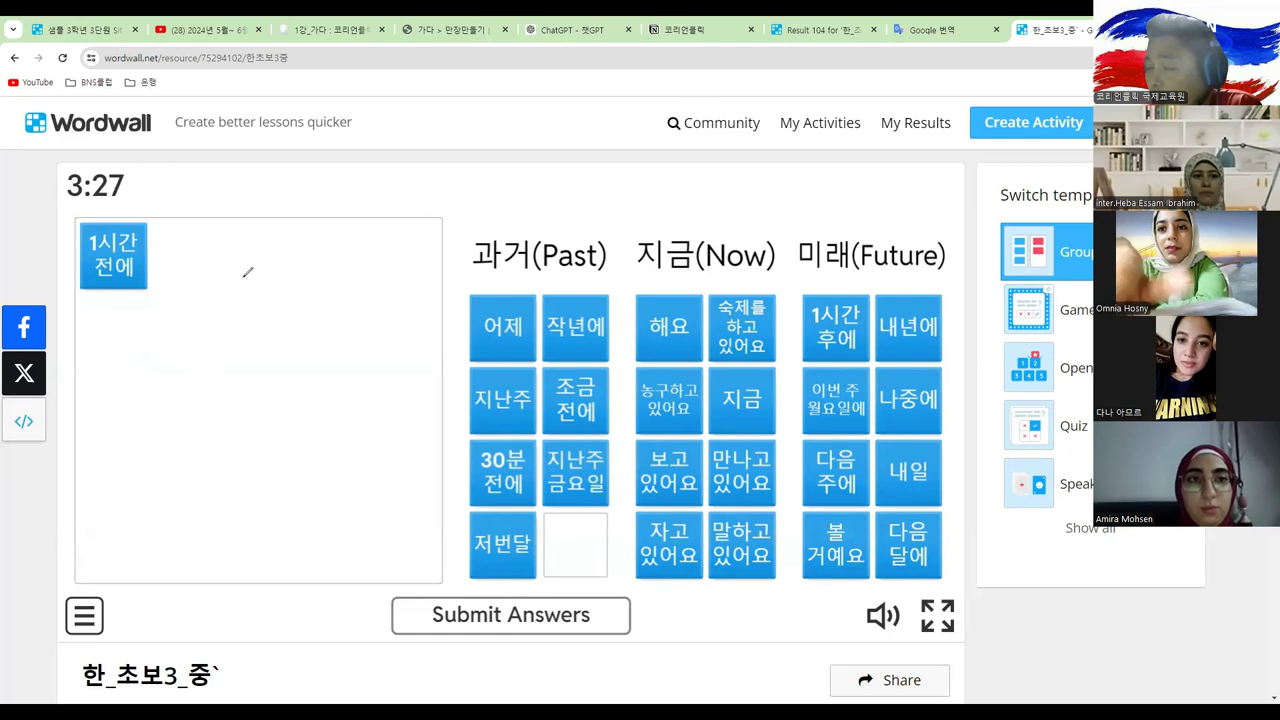 샘플 3학년 3단원
(28) 2024년 5월~ 6월
1강_가다 : 코리언클릭
가다 > 만장만들기
ChatGPT - 챗GPT
코리언클릭
Result 104 for '한_초
Google 번역
한_초보3_중` - G
wordwall.net/resource/75294102/한초보3중
YouTube
BNS클럽
은행
Wordwall
Create better lessons quicker
Community
My Activities
My Results
Create Activity
3:27
1시간
전에
과거(Past)
어제
작년에
지난주
조금
전에
30분
전에
지난주
금요일
저번달
지금(Now)
해요
숙제를
하고
있어요
농구하고
있어요
지금
보고
있어요
만나고
있어요
자고
있어요
말하고
있어요
미래(Future)
1시간
후에
내년에
이번 주
월요일에
나중에
다음
주에
내일
볼
거예요
다음
달에
Submit Answers
한_초보3_중`
Share
Switch temp
Group
Game
Open
Quiz
Speak
Show all
코리언클릭 국제교육원
inter.Heba Essam Ibrahim
Omnia Hosny
다나 아므르
WARNING
Amira Mohsen